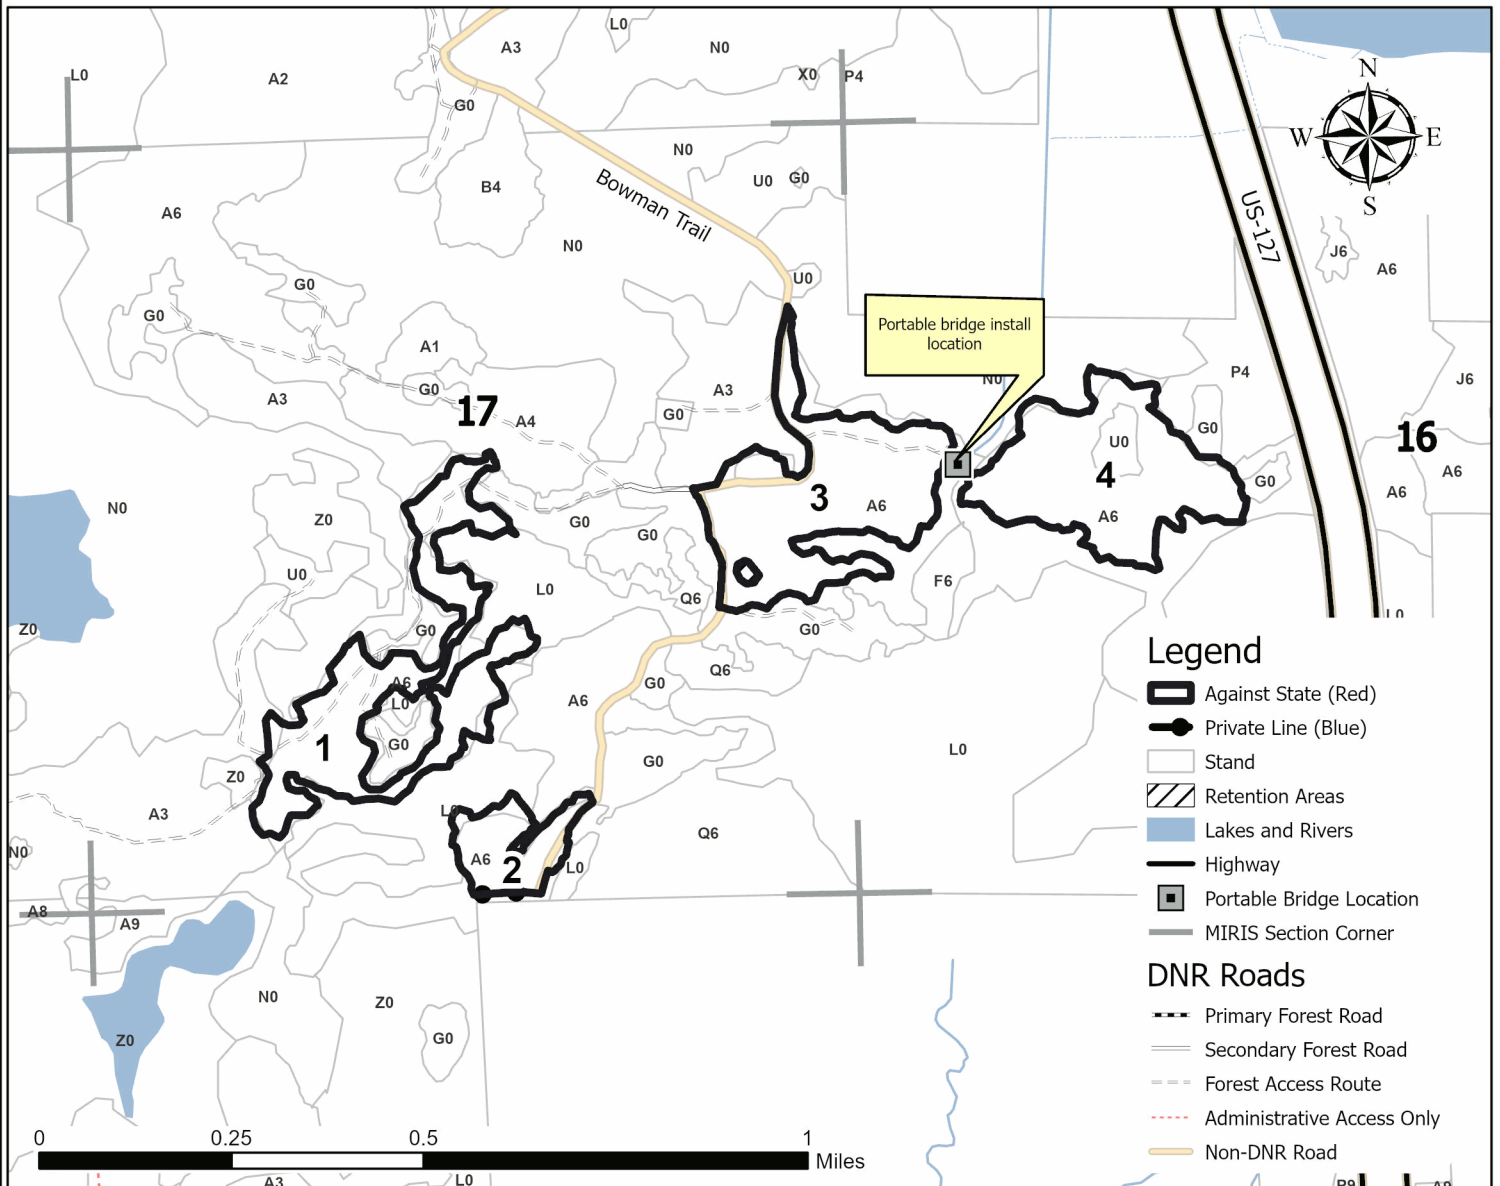 L0
A3
N0
L0
A2
X0
P4
N
G0
W
E
N0
U0
G0
S
B4
Bowman Trail
A6
N0
US-127
J6
A6
U0
G0
G0
Portable bridge install
location
A1
P4
N0
J6
G0
A3
A3
17
A4
G0
G0
16
U0
4
A6
G0
A6
3
A6
A6
N0
Z0
G0
G0
U0
L0
F6
Q6
L0
Z0
G0
G0
Q6
A6
L0
G0
A6
1
G0
Z0
G0
L0
L0
A3
Q6
N0
A6
2
L0
A8
A9
N0
Z0
Z0
G0
Legend
Against State (Red)
Private Line (Blue)
Stand
Retention Areas
Lakes and Rivers
Highway
Portable Bridge Location
MIRIS Section Corner
DNR Roads
Primary Forest Road
Secondary Forest Road
Forest Access Route
Administrative Access Only
Non-DNR Road
0 0.25 0.5 1
Miles
A3
L0